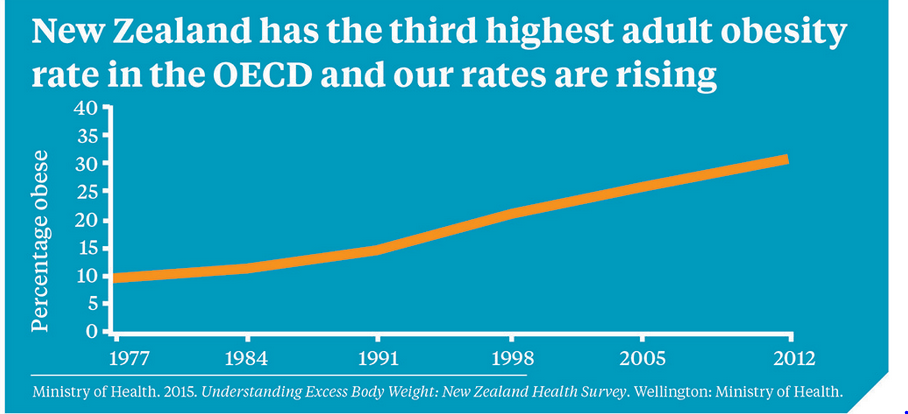 New Zealand has the third highest adult obesity
rate in the OECD and our rates are rising
Percentage obese
40
35
30
25
20
15
10
5
0
1977 1984 1991 1998 2005 2012
Ministry of Health. 2015. Understanding Excess Body Weight: New Zealand Health Survey. Wellington: Ministry of Health.